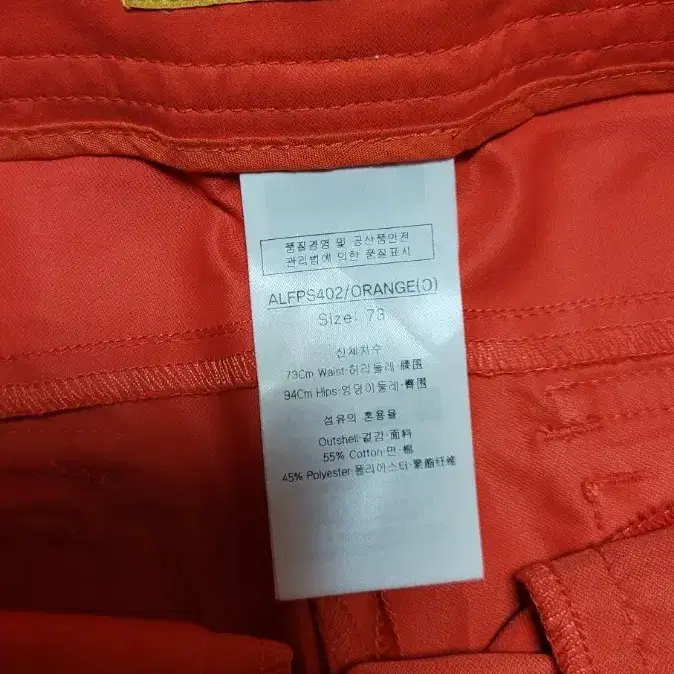 품질경영 및 공산품안전
관리법에 의한 품질표시
ALFPS402/ORANGE(O)
Size: 73
신체치수
73Cm Waist·허리둘레·腰围
94Cm Hips·엉덩이둘레·臀围
섬유의 혼용율
Outshell·겉감·面料
55% Cotton·면·棉
45% Polyester·폴리에스터·聚酯纤维